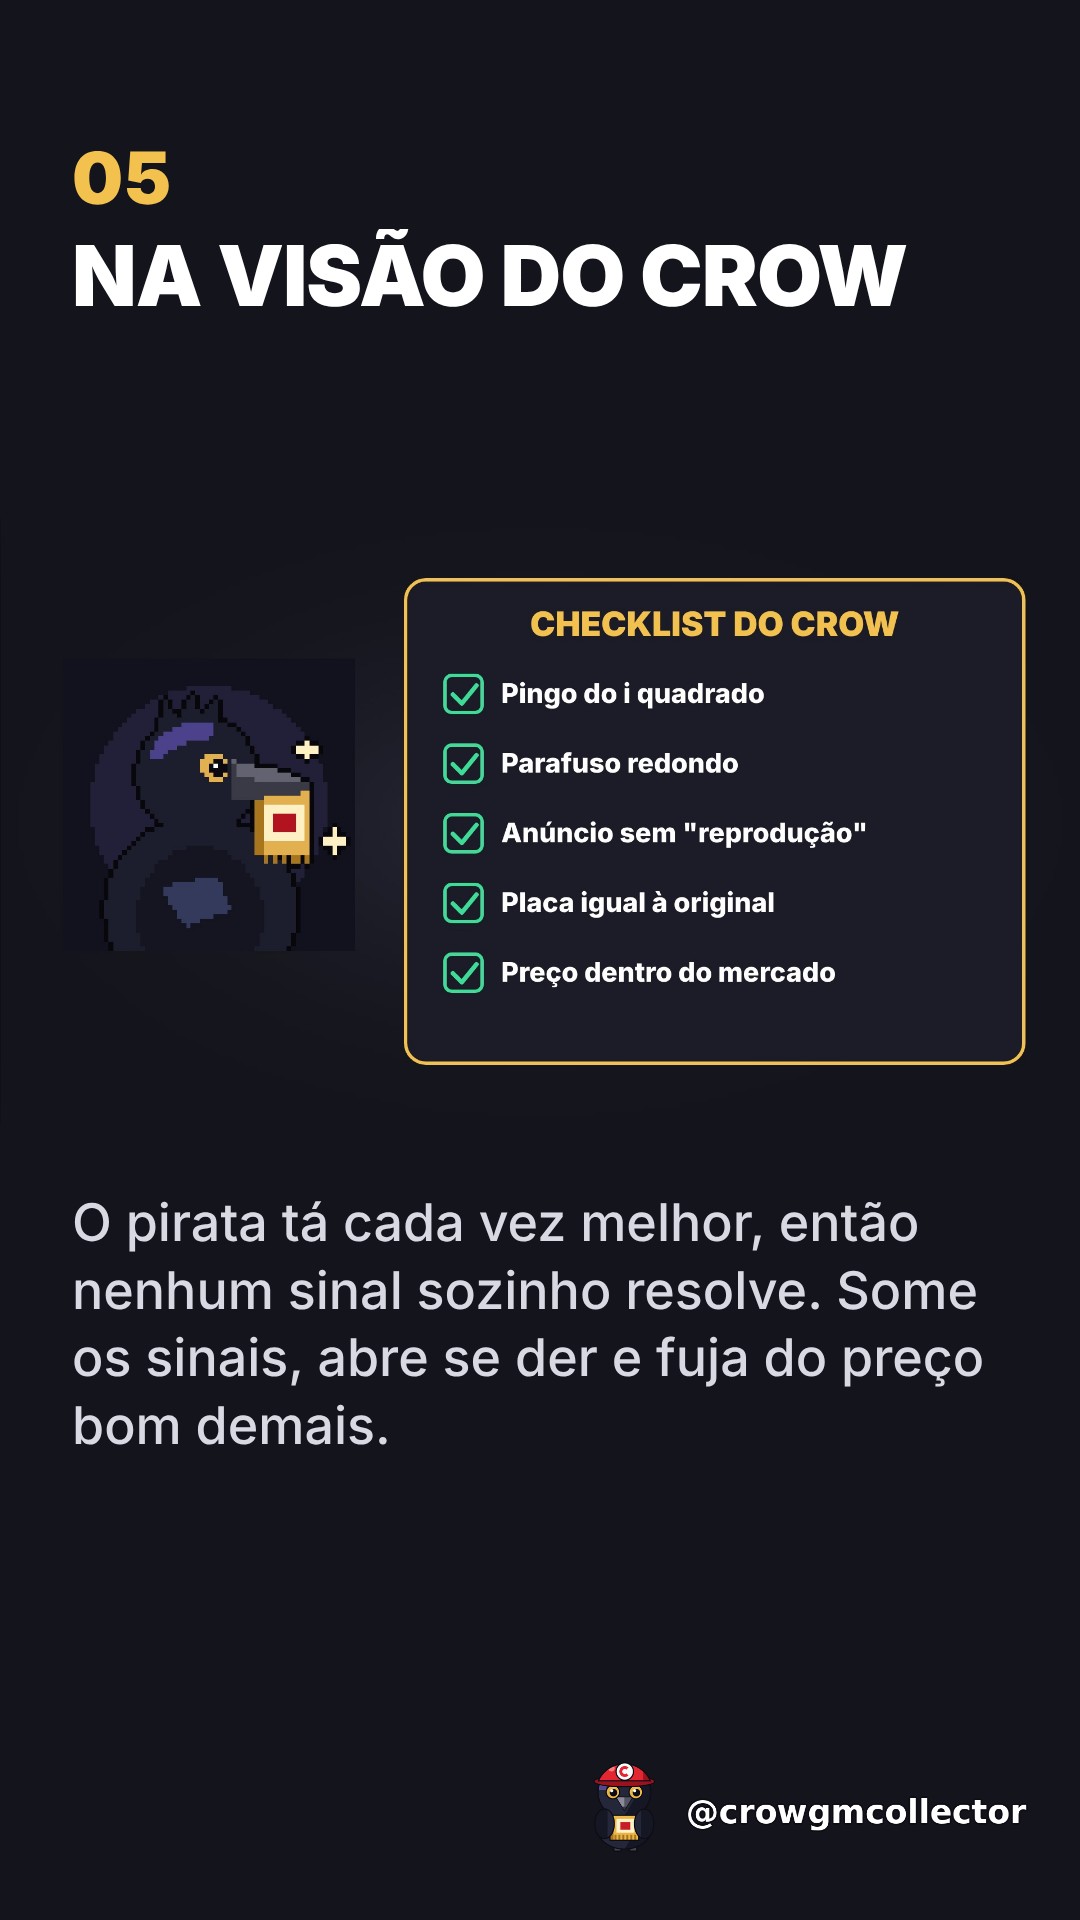 05
NA VISÃO DO CROW
CHECKLIST DO CROW
Pingo do i quadrado
Parafuso redondo
Anúncio sem "reprodução"
Placa igual à original
Preço dentro do mercado
O pirata tá cada vez melhor, então
nenhum sinal sozinho resolve. Some
os sinais, abre se der e fuja do preço
bom demais.
C
@crowgmcollector